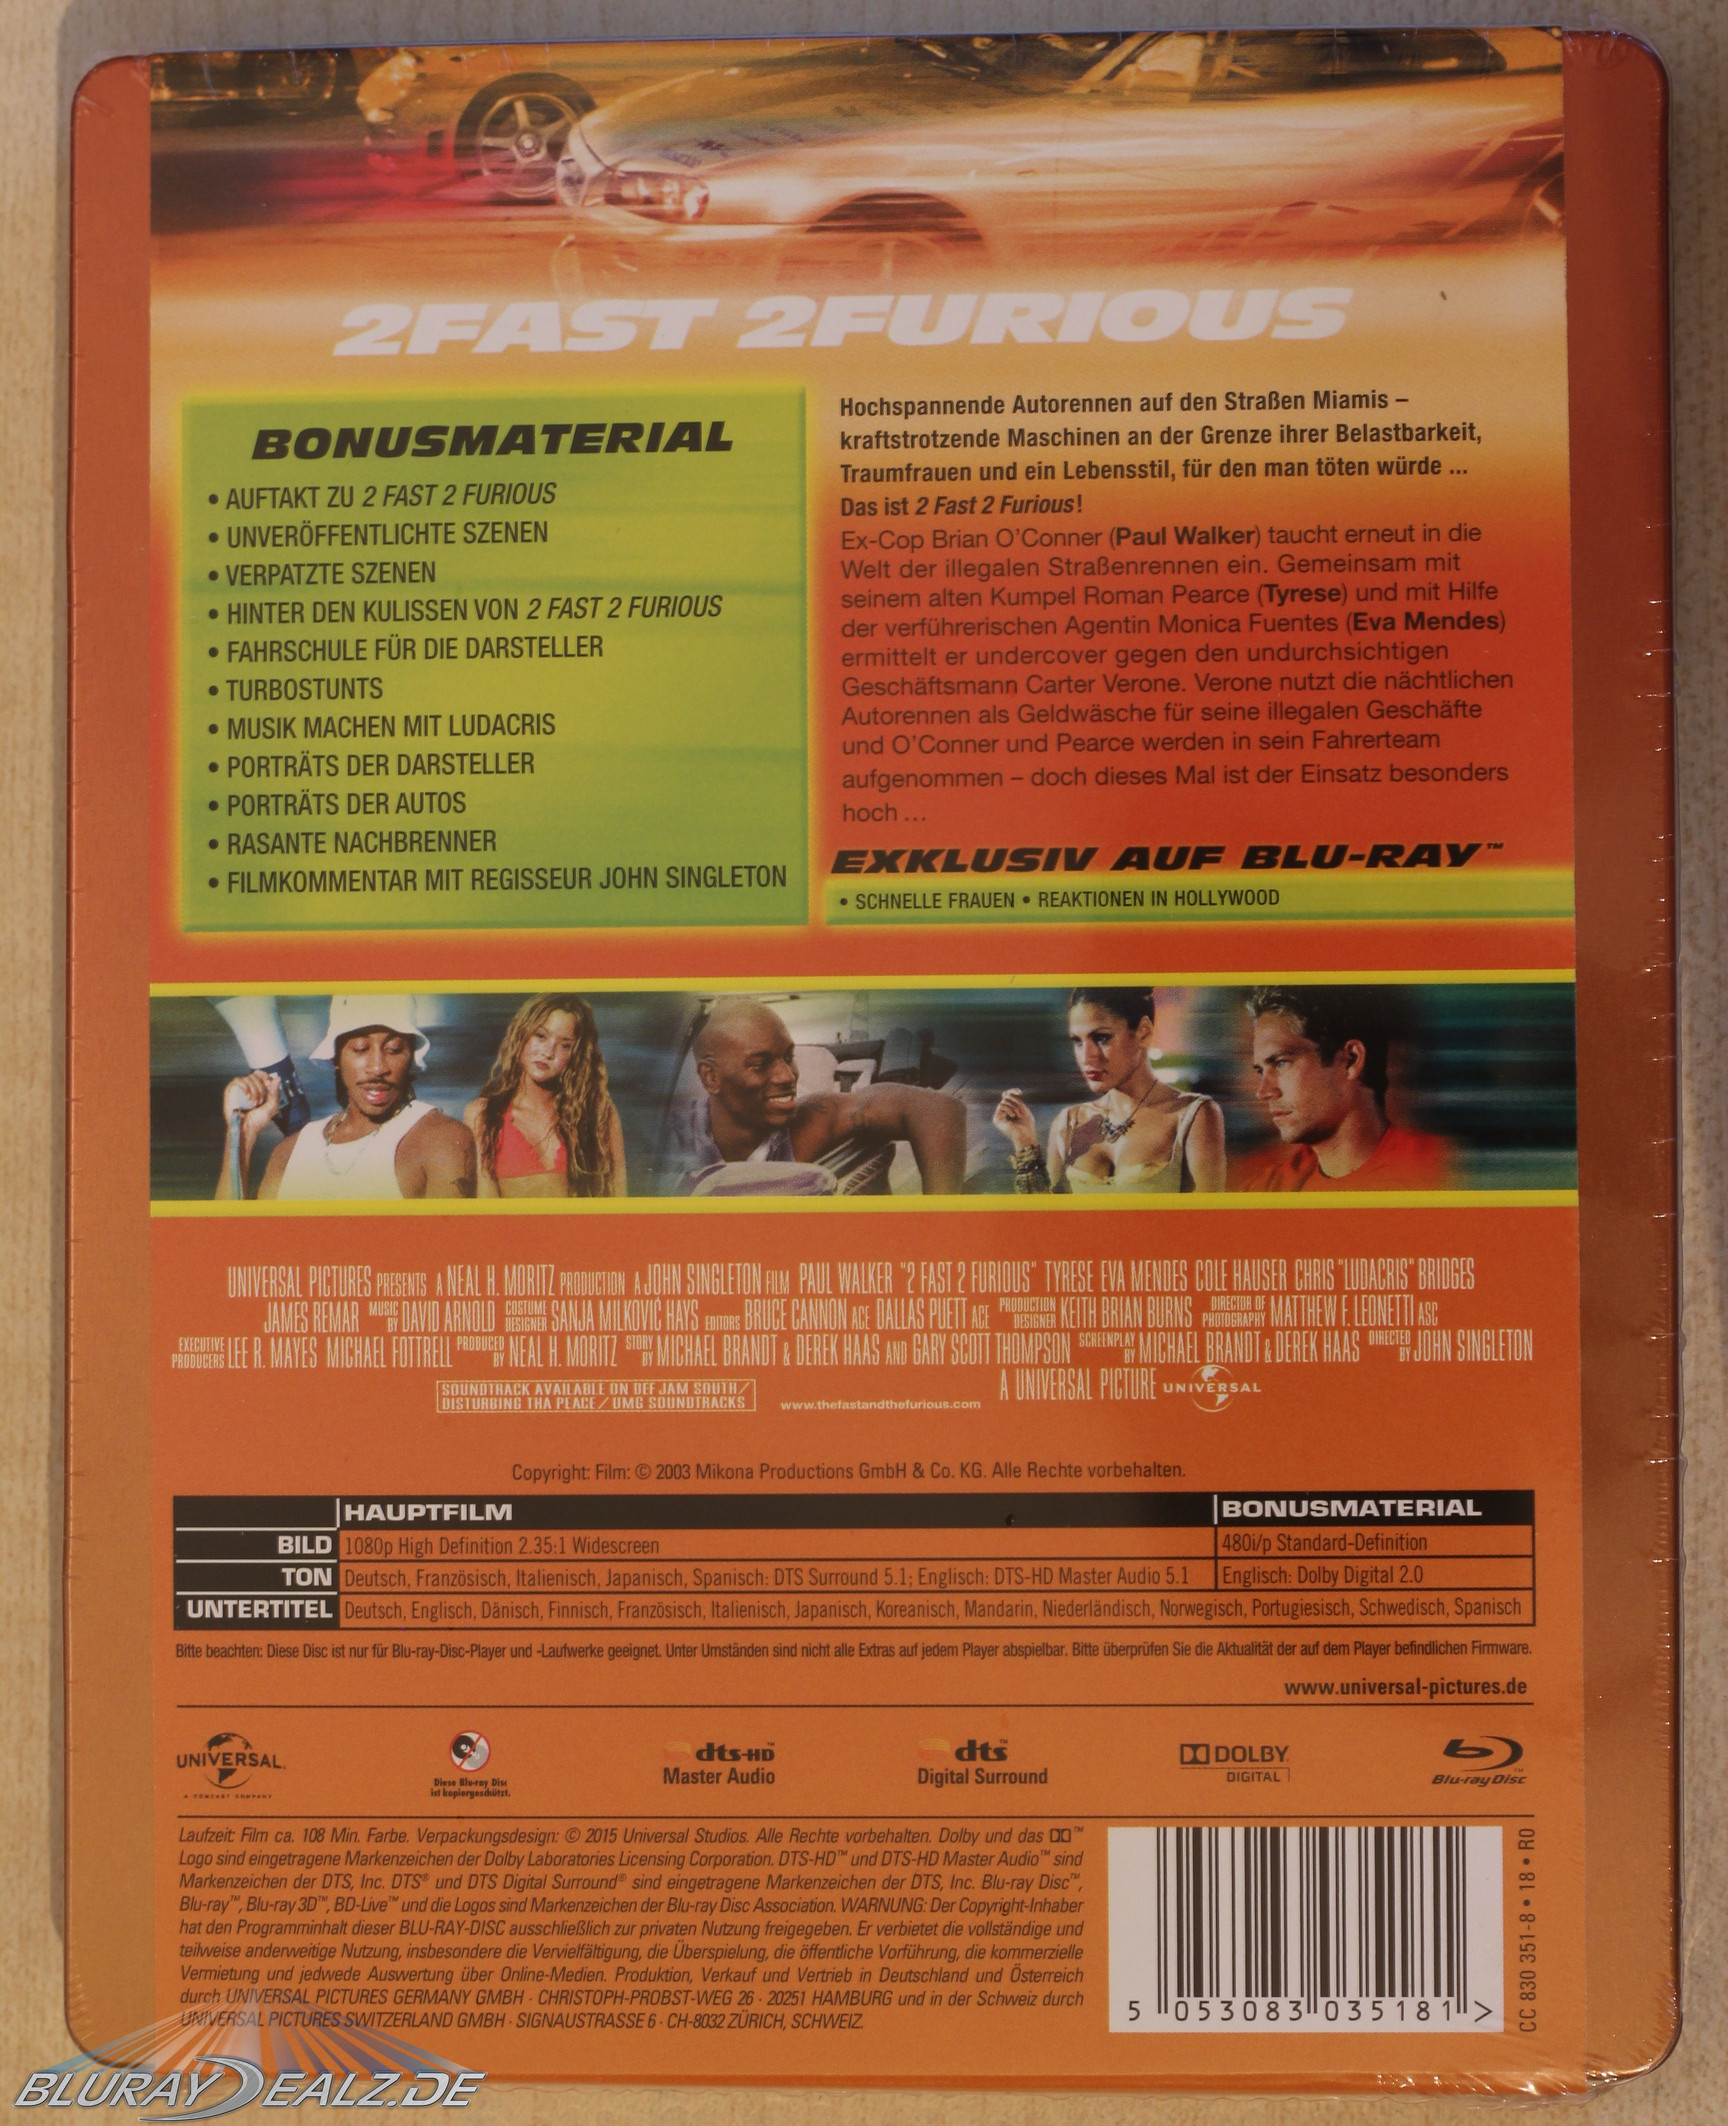 2FAST 2FURIOUS
BONUSMATERIAL
• AUFTAKT ZU 2 FAST 2 FURIOUS
• UNVERÖFFENTLICHTE SZENEN
• VERPATZTE SZENEN
• HINTER DEN KULISSEN VON 2 FAST 2 FURIOUS
• FAHRSCHULE FÜR DIE DARSTELLER
• TURBOSTUNTS
• MUSIK MACHEN MIT LUDACRIS
• PORTRÄTS DER DARSTELLER
• PORTRÄTS DER AUTOS
• RASANTE NACHBRENNER
• FILMKOMMENTAR MIT REGISSEUR JOHN SINGLETON
Hochspannende Autorennen auf den Straßen Miamis –
kraftstrotzende Maschinen an der Grenze ihrer Belastbarkeit,
Traumfrauen und ein Lebensstil, für den man töten würde ...
Das ist 2 Fast 2 Furious!
Ex-Cop Brian O'Conner (Paul Walker) taucht erneut in die
Welt der illegalen Straßenrennen ein. Gemeinsam mit
seinem alten Kumpel Roman Pearce (Tyrese) und mit Hilfe
der verführerischen Agentin Monica Fuentes (Eva Mendes)
ermittelt er undercover gegen den undurchsichtigen
Geschäftsmann Carter Verone. Verone nutzt die nächtlichen
Autorennen als Geldwäsche für seine illegalen Geschäfte
und O'Conner und Pearce werden in sein Fahrerteam
aufgenommen – doch dieses Mal ist der Einsatz besonders
hoch ...
EXKLUSIV AUF BLU-RAY™
• SCHNELLE FRAUEN • REAKTIONEN IN HOLLYWOOD
UNIVERSAL PICTURES PRESENTS A NEAL H. MORITZ PRODUCTION A JOHN SINGLETON FILM PAUL WALKER "2 FAST 2 FURIOUS" TYRESE EVA MENDES COLE HAUSER CHRIS "LUDACRIS" BRIDGES
JAMES REMAR MUSIC BY DAVID ARNOLD COSTUME DESIGNER SANJA MILKOVIĆ HAYS EDITORS BRUCE CANNON ACE DALLAS PUETT ACE PRODUCTION DESIGNER KEITH BRIAN BURNS DIRECTOR OF PHOTOGRAPHY MATTHEW F. LEONETTI ASC
EXECUTIVE PRODUCERS LEE R. MAYES MICHAEL FOTTRELL PRODUCED BY NEAL H. MORITZ STORY BY MICHAEL BRANDT & DEREK HAAS AND GARY SCOTT THOMPSON SCREENPLAY BY MICHAEL BRANDT & DEREK HAAS DIRECTED BY JOHN SINGLETON
SOUNDTRACK AVAILABLE ON DEF JAM SOUTH/
DISTURBING THA PEACE/UMG SOUNDTRACKS
www.thefastandthefurious.com
A UNIVERSAL PICTURE UNIVERSAL
Copyright: Film: © 2003 Mikona Productions GmbH & Co. KG. Alle Rechte vorbehalten.
HAUPTFILM BONUSMATERIAL
BILD 1080p High Definition 2.35:1 Widescreen 480i/p Standard-Definition
TON Deutsch, Französisch, Italienisch, Japanisch, Spanisch: DTS Surround 5.1; Englisch: DTS-HD Master Audio 5.1 Englisch: Dolby Digital 2.0
UNTERTITEL Deutsch, Englisch, Dänisch, Finnisch, Französisch, Italienisch, Japanisch, Koreanisch, Mandarin, Niederländisch, Norwegisch, Portugiesisch, Schwedisch, Spanisch
Bitte beachten: Diese Disc ist nur für Blu-ray-Disc-Player und -Laufwerke geeignet. Unter Umständen sind nicht alle Extras auf jedem Player abspielbar. Bitte überprüfen Sie die Aktualität der auf dem Player befindlichen Firmware.
www.universal-pictures.de
UNIVERSAL
A COMCAST COMPANY
Diese Blu-ray Disc
ist kopiergeschützt.
dts-HD™
Master Audio
dts™
Digital Surround
DOLBY
DIGITAL
Blu-ray Disc™
Laufzeit: Film ca. 108 Min. Farbe. Verpackungsdesign: © 2015 Universal Studios. Alle Rechte vorbehalten. Dolby und das ™
Logo sind eingetragene Markenzeichen der Dolby Laboratories Licensing Corporation. DTS-HD™ und DTS-HD Master Audio™ sind
Markenzeichen der DTS, Inc. DTS® und DTS Digital Surround® sind eingetragene Markenzeichen der DTS, Inc. Blu-ray Disc™,
Blu-ray™, Blu-ray 3D™, BD-Live™ und die Logos sind Markenzeichen der Blu-ray Disc Association. WARNUNG: Der Copyright-Inhaber
hat den Programminhalt dieser BLU-RAY-DISC ausschließlich zur privaten Nutzung freigegeben. Er verbietet die vollständige und
teilweise anderweitige Nutzung, insbesondere die Vervielfältigung, die Überspielung, die öffentliche Vorführung, die kommerzielle
Vermietung und jedwede Auswertung über Online-Medien. Produktion, Verkauf und Vertrieb in Deutschland und Österreich
durch UNIVERSAL PICTURES GERMANY GMBH · CHRISTOPH-PROBST-WEG 26 · 20251 HAMBURG und in der Schweiz durch
UNIVERSAL PICTURES SWITZERLAND GMBH · SIGNAUSTRASSE 6 · CH-8032 ZÜRICH, SCHWEIZ.
5 053083 035181 >
CC 830 351-8 • 18 • R0
BLURAYDEALZ.DE